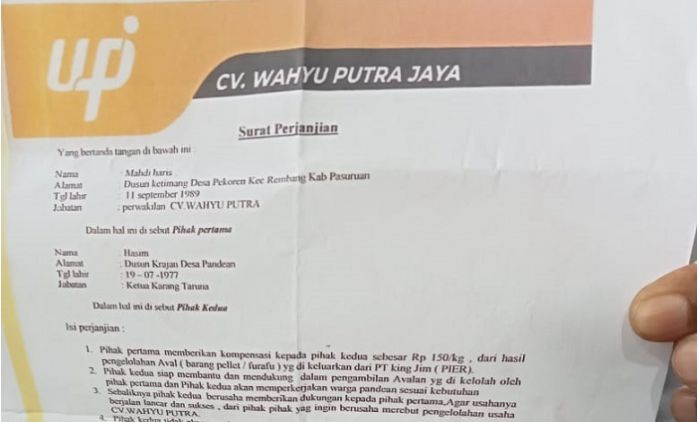 upj
CV. WAHYU PUTRA JAYA
Surat Perjanjian
Yang bertanda tangan di bawah ini :
Nama : Mahdi haris
Alamat : Dusun ketimang Desa Pekoren Kec Rembang Kab Pasuruan
Tgl lahir : 11 september 1989
Jabatan : perwakilan CV.WAHYU PUTRA
Dalam hal ini di sebut Pihak pertama
Nama : Hasim
Alamat : Dusun Krajan Desa Pandean
Tgl lahir : 19 - 07 -1977
Jabatan : Ketua Karang Taruna
Dalam hal ini di sebut Pihak Kedua
Isi perjanjian :
1. Pihak pertama memberikan kompensasi kepada pihak kedua sebesar Rp 150/kg , dari hasil
pengelolahan Aval ( barang pellet / furafu ) yg di keluarkan dari PT king Jim ( PIER).
2. Pihak kedua siap membantu dan mendukung dalam pengambilan Avalan yg di kelolah oleh
pihak pertama dan Pihak kedua akan memperkerjakan warga pandean sesuai kebutuhan
3. Sebaliknya pihak kedua berusaha memberikan dukungan kepada pihak pertama,Agar usahanya
berjalan lancar dan sukses , dari pihak pihak yag ingin berusaha merebut pengelolahan usaha
CV.WAHYU PUTRA.
4. Pihak kedua tidak